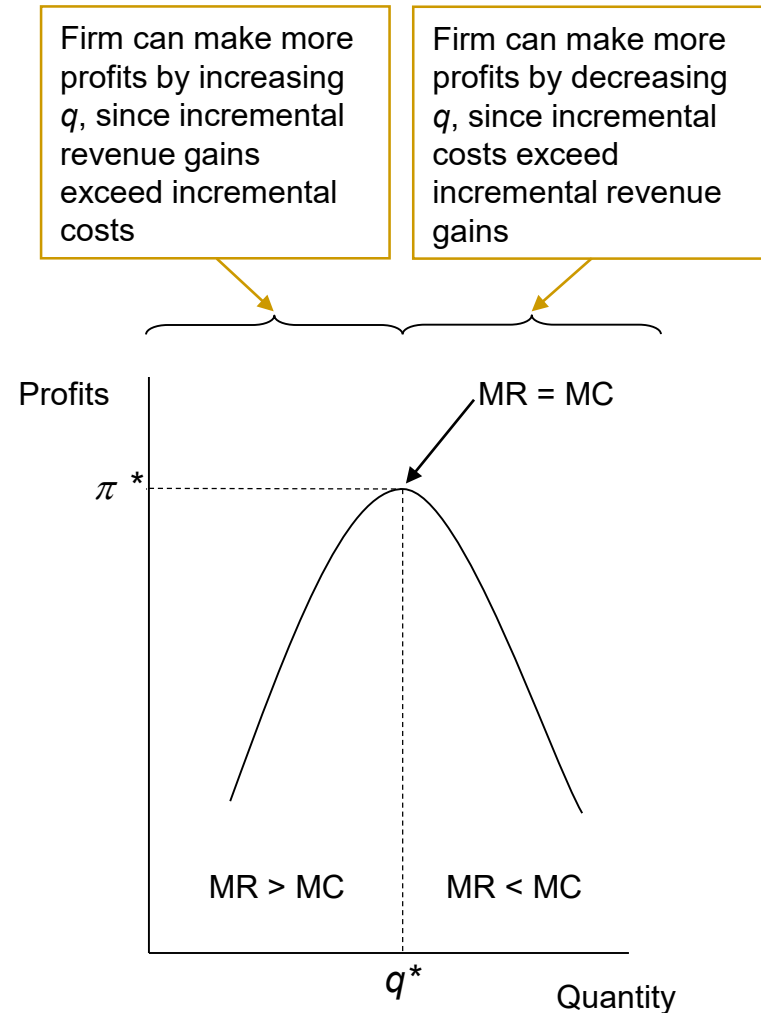 Firm can make more
profits by increasing
q, since incremental
revenue gains
exceed incremental
costs
Firm can make more
profits by decreasing
q, since incremental
costs exceed
incremental revenue
gains
Profits
MR = MC
π *
MR > MC
MR < MC
q*
Quantity